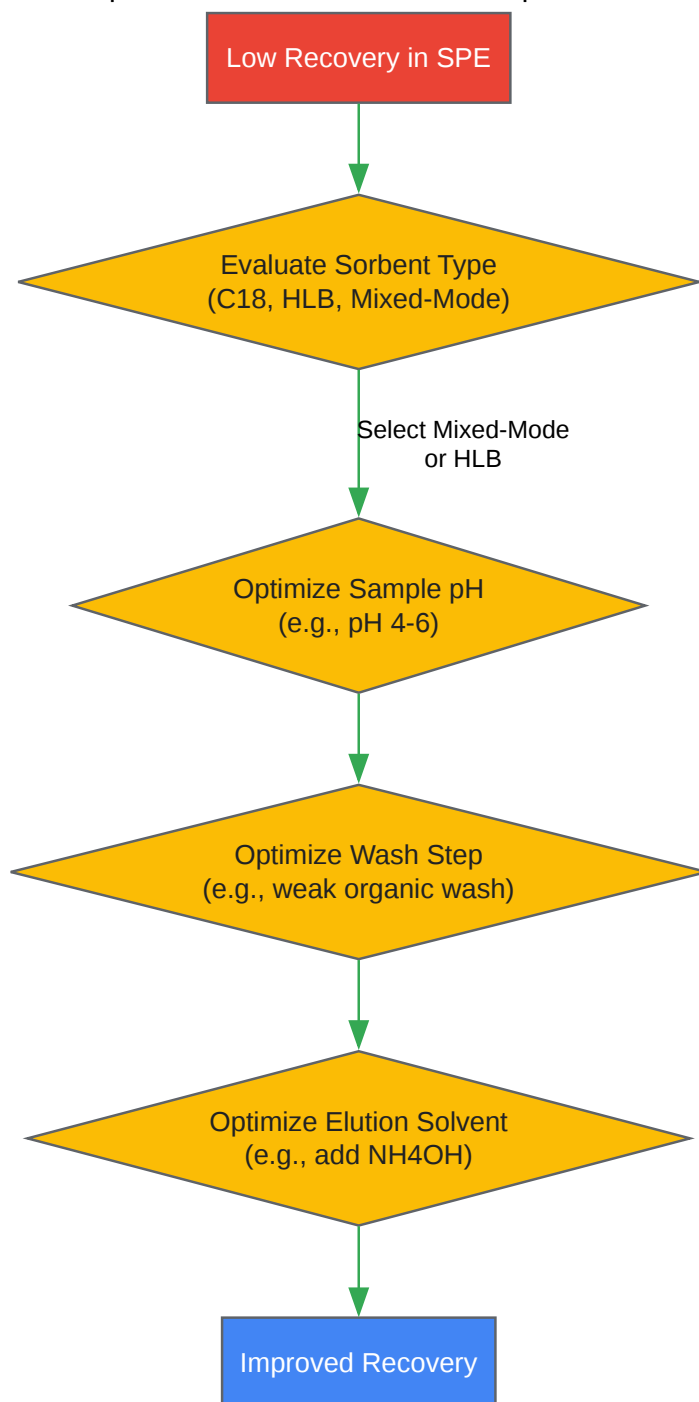 Low Recovery in SPE
Evaluate Sorbent Type
(C18, HLB, Mixed-Mode)
Select Mixed-Mode
or HLB
Optimize Sample pH
(e.g., pH 4-6)
Optimize Wash Step
(e.g., weak organic wash)
Optimize Elution Solvent
(e.g., add NH4OH)
Improved Recovery